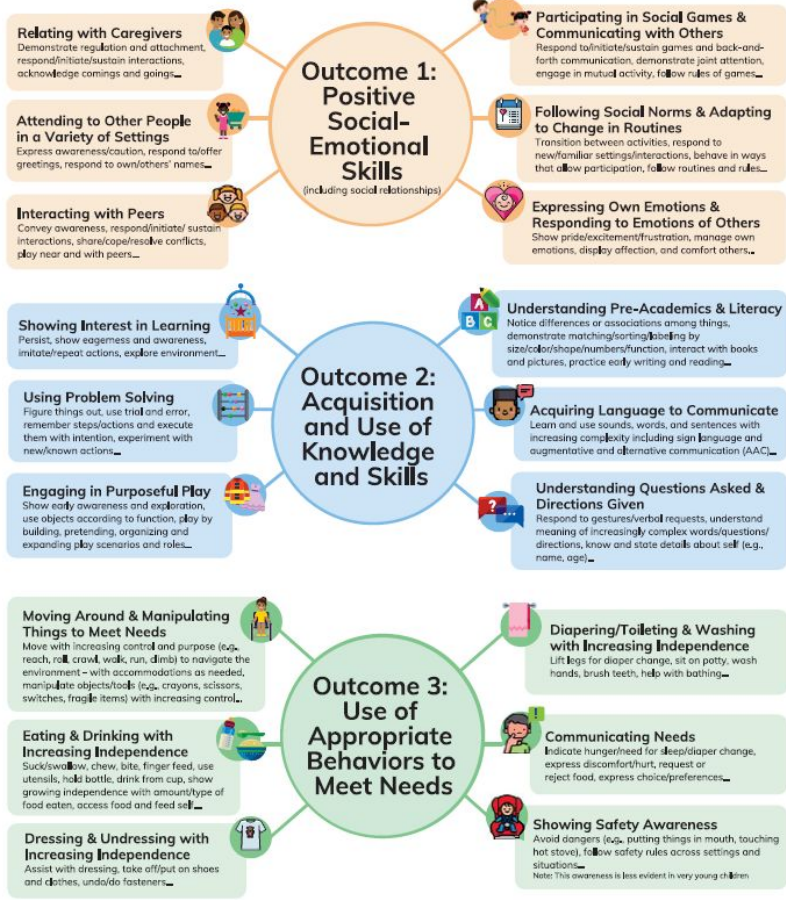 Relating with Caregivers
Demonstrate regulation and attachment,
respond/initiate/sustain interactions,
acknowledge comings and goings...
Attending to Other People
in a Variety of Settings
Express awareness/caution, respond to/offer
greetings, respond to own/others' names...
Interacting with Peers
Convey awareness, respond/initiate/ sustain
interactions, share/cope/resolve conflicts,
play near and with peers...
Outcome 1:
Positive
Social-
Emotional
Skills
(including social relationships)
Participating in Social Games &
Communicating with Others
Respond to/initiate/sustain games and back-and-
forth communication, demonstrate joint attention,
engage in mutual activity, follow rules of games...
Following Social Norms & Adapting
to Change in Routines
Transition between activities, respond to
new/familiar settings/interactions, behave in ways
that allow participation, follow routines and rules...
Expressing Own Emotions &
Responding to Emotions of Others
Show pride/excitement/frustration, manage own
emotions, display affection, and comfort others...
Showing Interest in Learning
Persist, show eagerness and awareness,
imitate/repeat actions, explore environment...
Using Problem Solving
Figure things out, use trial and error,
remember steps/actions and execute
them with intention, experiment with
new/known actions...
Engaging in Purposeful Play
Show early awareness and exploration,
use objects according to function, play by
building, pretending, organizing and
expanding play scenarios and roles...
Outcome 2:
Acquisition
and Use of
Knowledge
and Skills
A
B C
Understanding Pre-Academics & Literacy
Notice differences or associations among things,
demonstrate matching/sorting/labeling by
size/color/shape/numbers/function, interact with books
and pictures, practice early writing and reading...
Acquiring Language to Communicate
Learn and use sounds, words, and sentences with
increasing complexity including sign language and
augmentative and alternative communication (AAC)...
?
...
Understanding Questions Asked &
Directions Given
Respond to gestures/verbal requests, understand
meaning of increasingly complex words/questions/
directions, know and state details about self (e.g.,
name, age)...
Moving Around & Manipulating
Things to Meet Needs
Move with increasing control and purpose (e.g.,
reach, roll, crawl, walk, run, climb) to navigate the
environment – with accommodations as needed,
manipulate objects/tools (e.g., crayons, scissors,
switches, fragile items) with increasing control...
Eating & Drinking with
Increasing Independence
Suck/swallow, chew, bite, finger feed, use
utensils, hold bottle, drink from cup, show
growing independence with amount/type of
food eaten, access food and feed self...
Dressing & Undressing with
Increasing Independence
Assist with dressing, take off/put on shoes
and clothes, undo/do fasteners...
Outcome 3:
Use of
Appropriate
Behaviors to
Meet Needs
Diapering/Toileting & Washing
with Increasing Independence
Lift legs for diaper change, sit on potty, wash
hands, brush teeth, help with bathing...
!
Communicating Needs
Indicate hunger/need for sleep/diaper change,
express discomfort/hurt, request or
reject food, express choice/preferences...
Showing Safety Awareness
Avoid dangers (e.g., putting things in mouth, touching
hot stove), follow safety rules across settings and
situations...
Note: This awareness is less evident in very young children